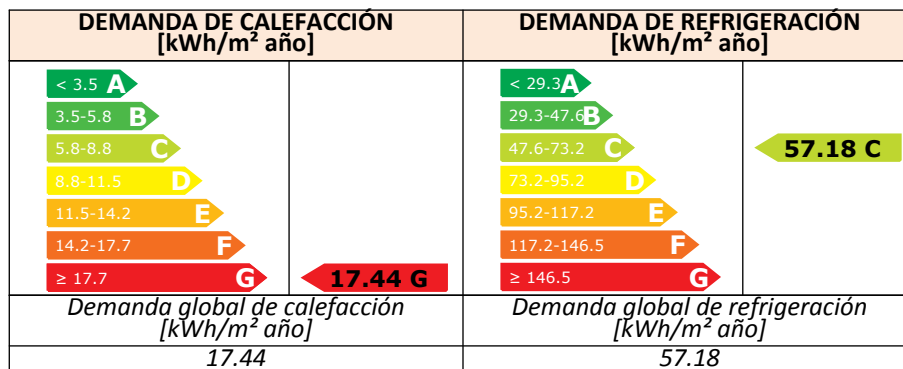 DEMANDA DE CALEFACCIÓN
[kWh/m² año]
DEMANDA DE REFRIGERACIÓN
[kWh/m² año]
< 3.5 A
3.5-5.8 B
5.8-8.8 C
8.8-11.5 D
11.5-14.2 E
14.2-17.7 F
≥ 17.7 G
17.44 G
< 29.3 A
29.3-47.6 B
47.6-73.2 C
73.2-95.2 D
95.2-117.2 E
117.2-146.5 F
≥ 146.5 G
57.18 C
Demanda global de calefacción
[kWh/m² año]
Demanda global de refrigeración
[kWh/m² año]
17.44
57.18